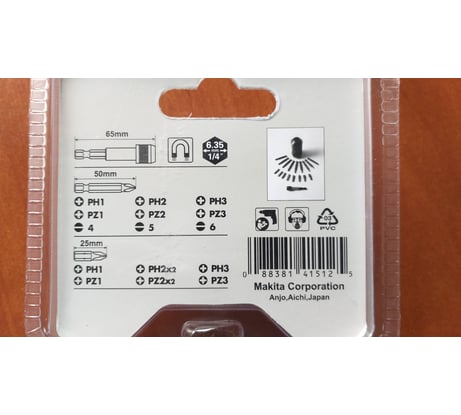 65mm
6.35
mm
1/4"
50mm
PH1 PH2 PH3
PZ1 PZ2 PZ3
4 5 6
25mm
PH1 PH2x2 PH3
PZ1 PZ2x2 PZ3
03
PVC
0 88381 41512 5
Makita Corporation
Anjo,Aichi,Japan